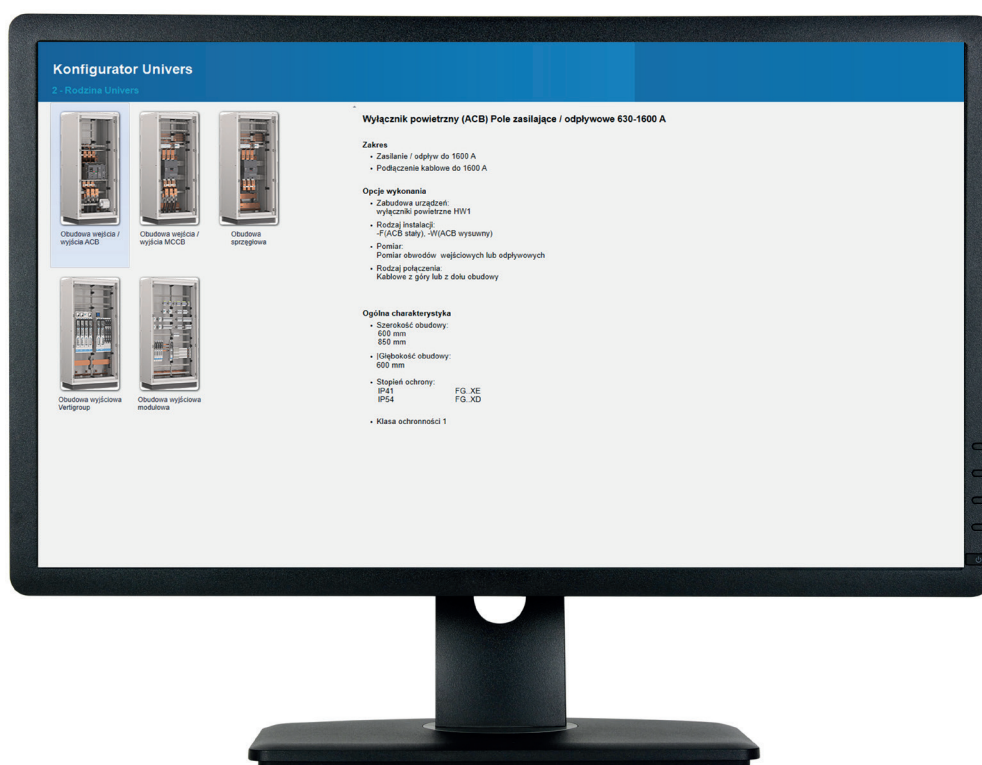 Konfigurator Univers
2 - Rodzina Univers
Obudowa wejścia /
wyjścia ACB
Obudowa wejścia /
wyjścia MCCB
Obudowa
sprzęgłowa
Obudowa wyjściowa
Vertigroup
Obudowa wyjściowa
modułowa
Wyłącznik powietrzny (ACB) Pole zasilające / odpływowe 630-1600 A
Zakres
• Zasilanie / odpływ do 1600 A
• Podłączenie kablowe do 1600 A
Opcje wykonania
• Zabudowa urządzeń:
wyłączniki powietrzne HW1
• Rodzaj instalacji:
-F(ACB stały), -W(ACB wysuwny)
• Pomiar:
Pomiar obwodów wejściowych lub odpływowych
• Rodzaj połączenia:
Kablowe z góry lub z dołu obudowy
Ogólna charakterystyka
• Szerokość obudowy:
600 mm
850 mm
• |Głębokość obudowy:
600 mm
• Stopień ochrony:
IP41 FG..XE
IP54 FG..XD
• Klasa ochronności 1